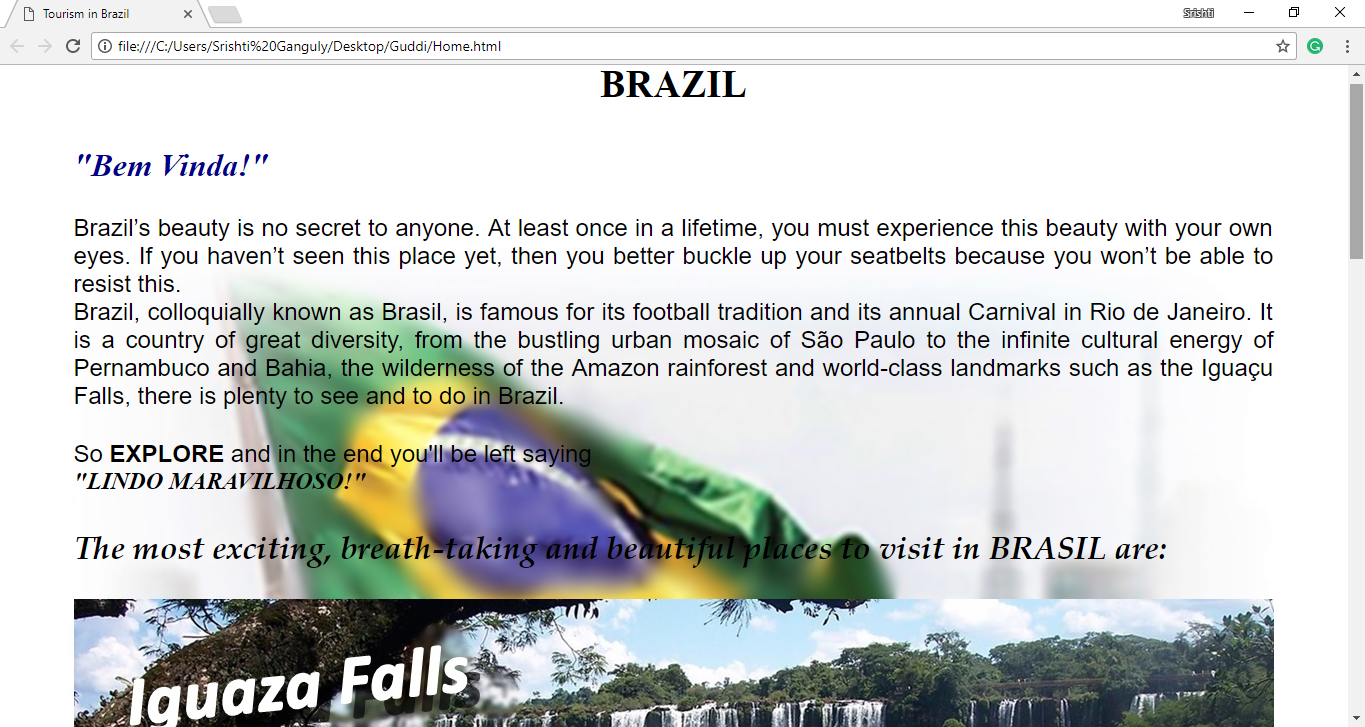 Tourism in Brazil
Srishti
file:///C:/Users/Srishti%20Ganguly/Desktop/Guddi/Home.html
BRAZIL
"Bem Vinda!"
Brazil’s beauty is no secret to anyone. At least once in a lifetime, you must experience this beauty with your own
eyes. If you haven’t seen this place yet, then you better buckle up your seatbelts because you won’t be able to
resist this.
Brazil, colloquially known as Brasil, is famous for its football tradition and its annual Carnival in Rio de Janeiro. It
is a country of great diversity, from the bustling urban mosaic of São Paulo to the infinite cultural energy of
Pernambuco and Bahia, the wilderness of the Amazon rainforest and world-class landmarks such as the Iguaçu
Falls, there is plenty to see and to do in Brazil.
So EXPLORE and in the end you'll be left saying
"LINDO MARAVILHOSO!"
The most exciting, breath-taking and beautiful places to visit in BRASIL are:
Iguaza Falls